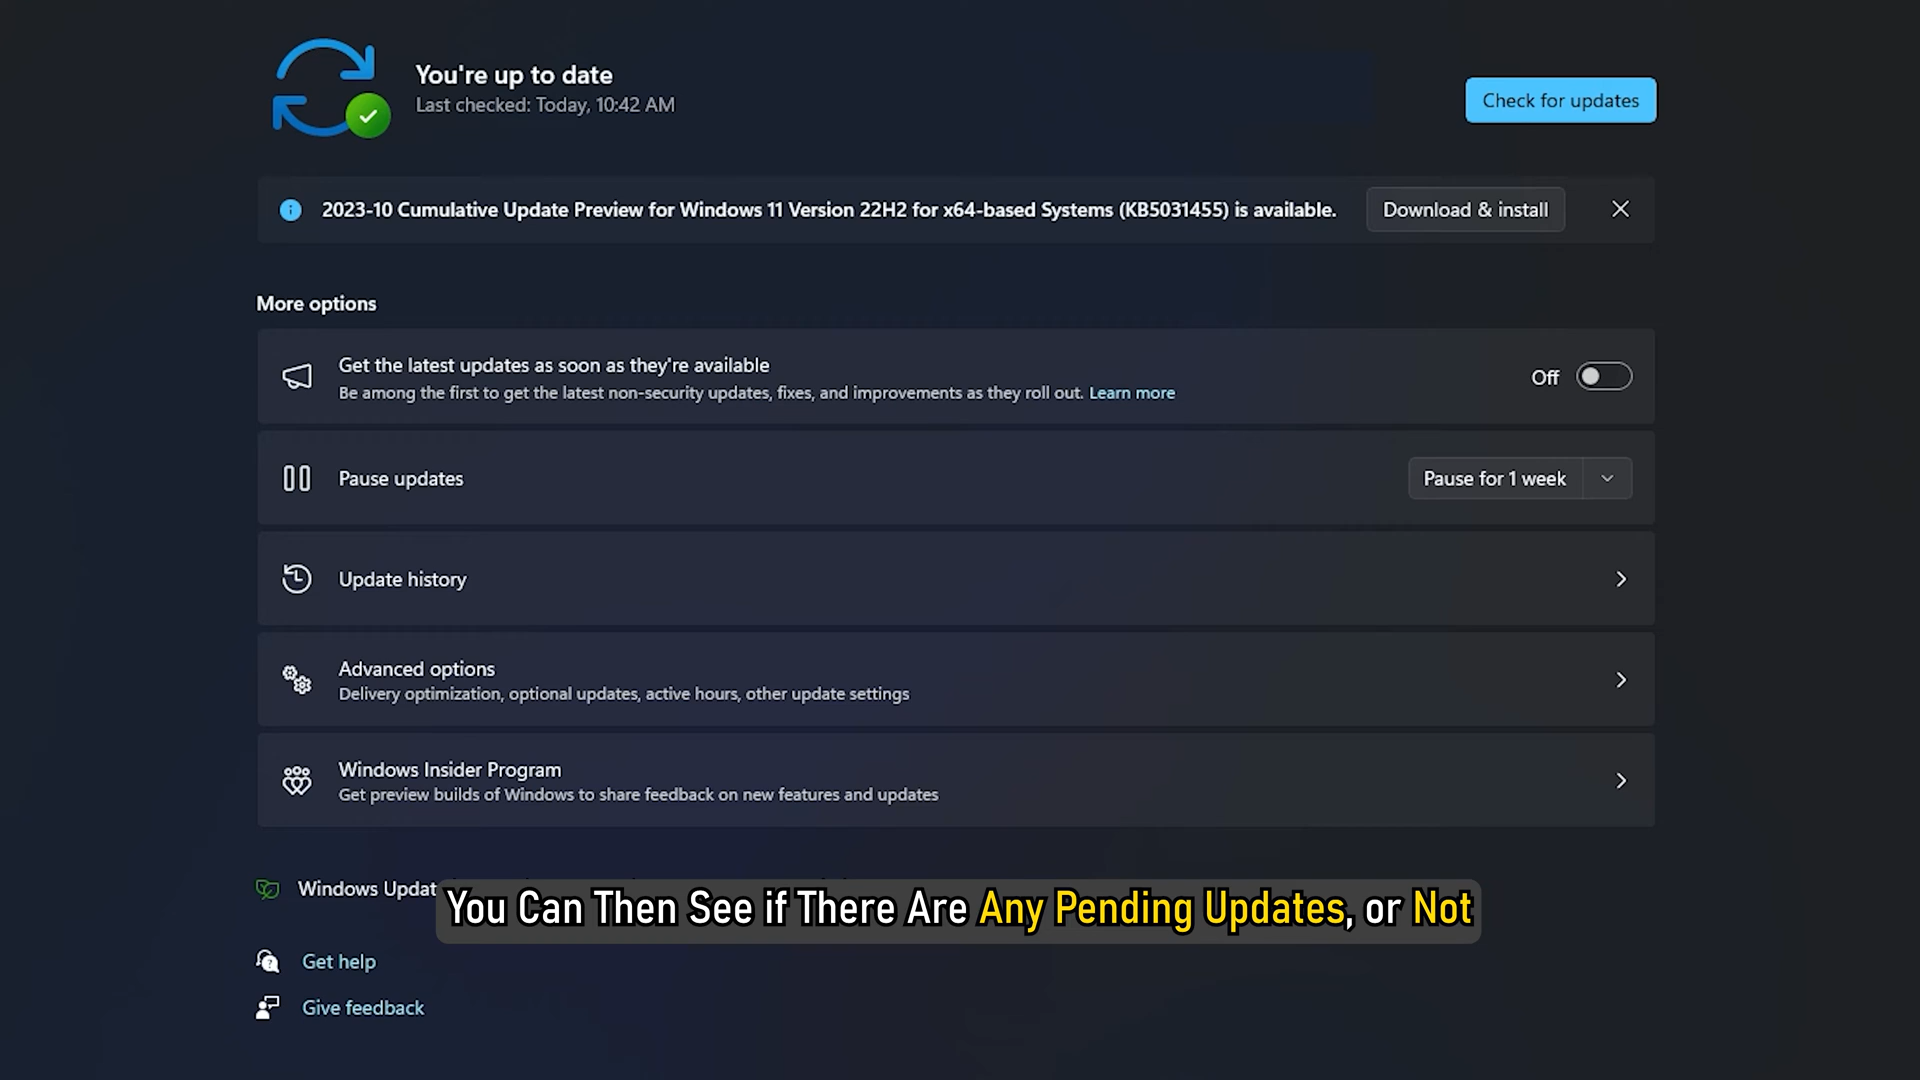 You're up to date
Last checked: Today, 10:42 AM
Check for updates
2023-10 Cumulative Update Preview for Windows 11 Version 22H2 for x64-based Systems (KB5031455) is available.
Download & install
More options
Get the latest updates as soon as they're available
Be among the first to get the latest non-security updates, fixes, and improvements as they roll out. Learn more
Off
Pause updates
Pause for 1 week
Update history
Advanced options
Delivery optimization, optional updates, active hours, other update settings
Windows Insider Program
Get preview builds of Windows to share feedback on new features and updates
Windows Updat
You Can Then See if There Are Any Pending Updates, or Not
Get help
Give feedback